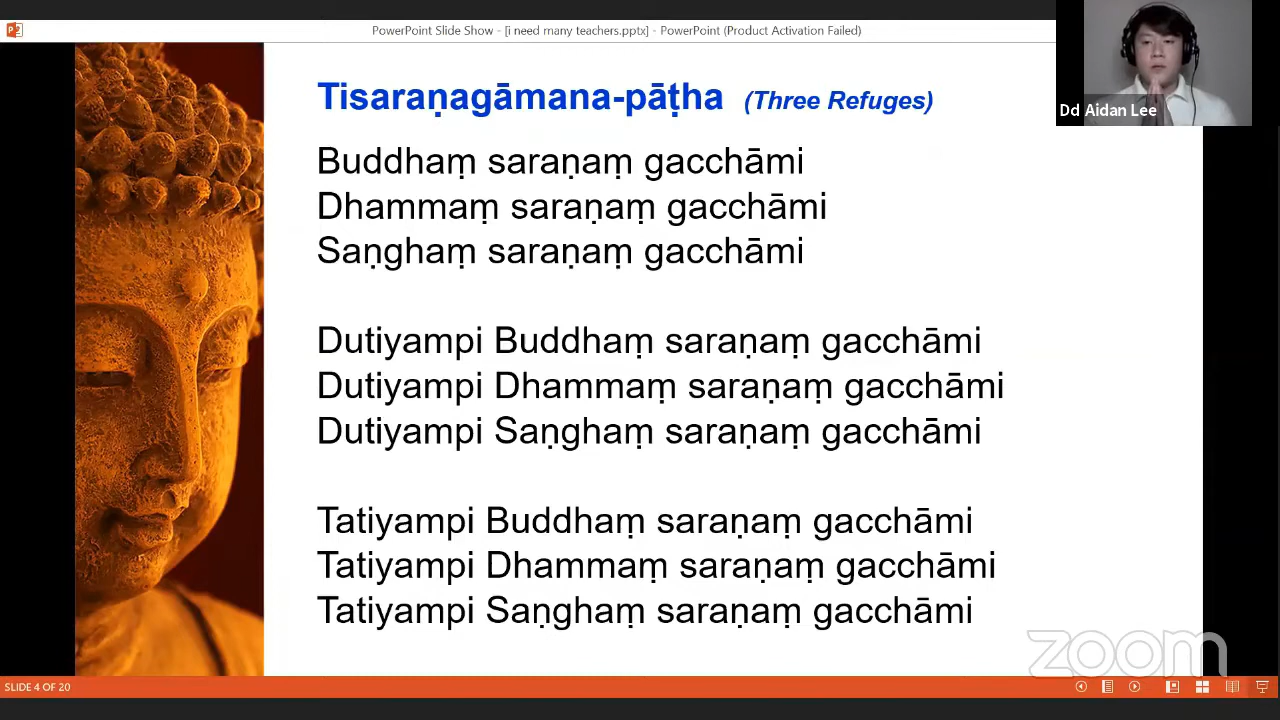 PowerPoint Slide Show - [i need many teachers.pptx] - PowerPoint (Product Activation Failed)
Dd Aidan Lee
Tisaraṇagāmana-pāṭha (Three Refuges)
Buddhaṃ saraṇaṃ gacchāmi
Dhammaṃ saraṇaṃ gacchāmi
Saṇghaṃ saraṇaṃ gacchāmi
Dutiyampi Buddhaṃ saraṇaṃ gacchāmi
Dutiyampi Dhammaṃ saraṇaṃ gacchāmi
Dutiyampi Saṇghaṃ saraṇaṃ gacchāmi
Tatiyampi Buddhaṃ saraṇaṃ gacchāmi
Tatiyampi Dhammaṃ saraṇaṃ gacchāmi
Tatiyampi Saṇghaṃ saraṇaṃ gacchāmi
zoom
SLIDE 4 OF 20